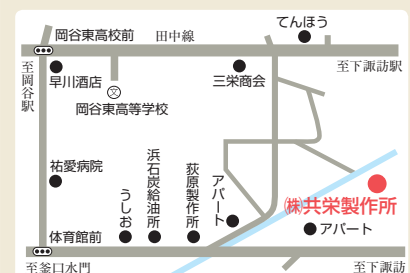 てんほう
岡谷東高校前
田中線
至岡谷駅
早川酒店
三栄商会
至下諏訪駅
文
岡谷東高等学校
祐愛病院
うしお
浜石炭給油所
荻原製作所
アパート
㈱共栄製作所
アパート
体育館前
至釜口水門
至下諏訪